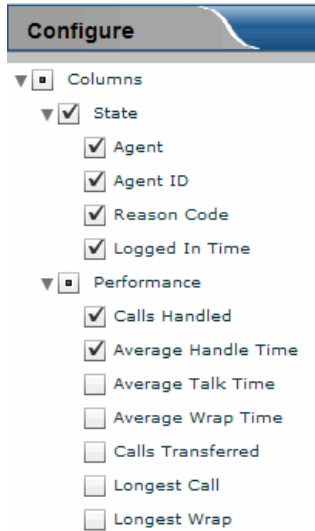 Configure
Columns
State
Agent
Agent ID
Reason Code
Logged In Time
Performance
Calls Handled
Average Handle Time
Average Talk Time
Average Wrap Time
Calls Transferred
Longest Call
Longest Wrap